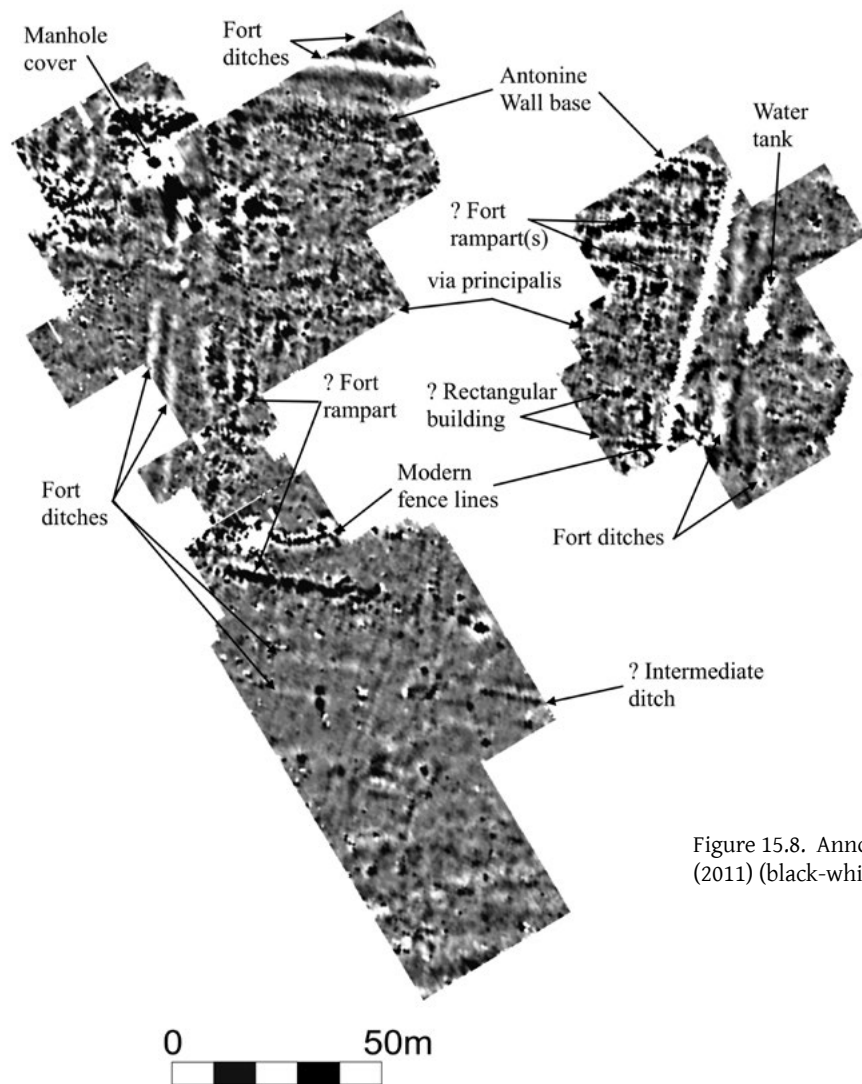 Manhole
cover
Fort
ditches
Antonine
Wall base
Water
tank
? Fort
rampart(s)
via principalis
? Fort
rampart
? Rectangular
building
Fort
ditches
Modern
fence lines
Fort ditches
? Intermediate
ditch
Figure 15.8. Anno
(2011) (black-whi
0
50m